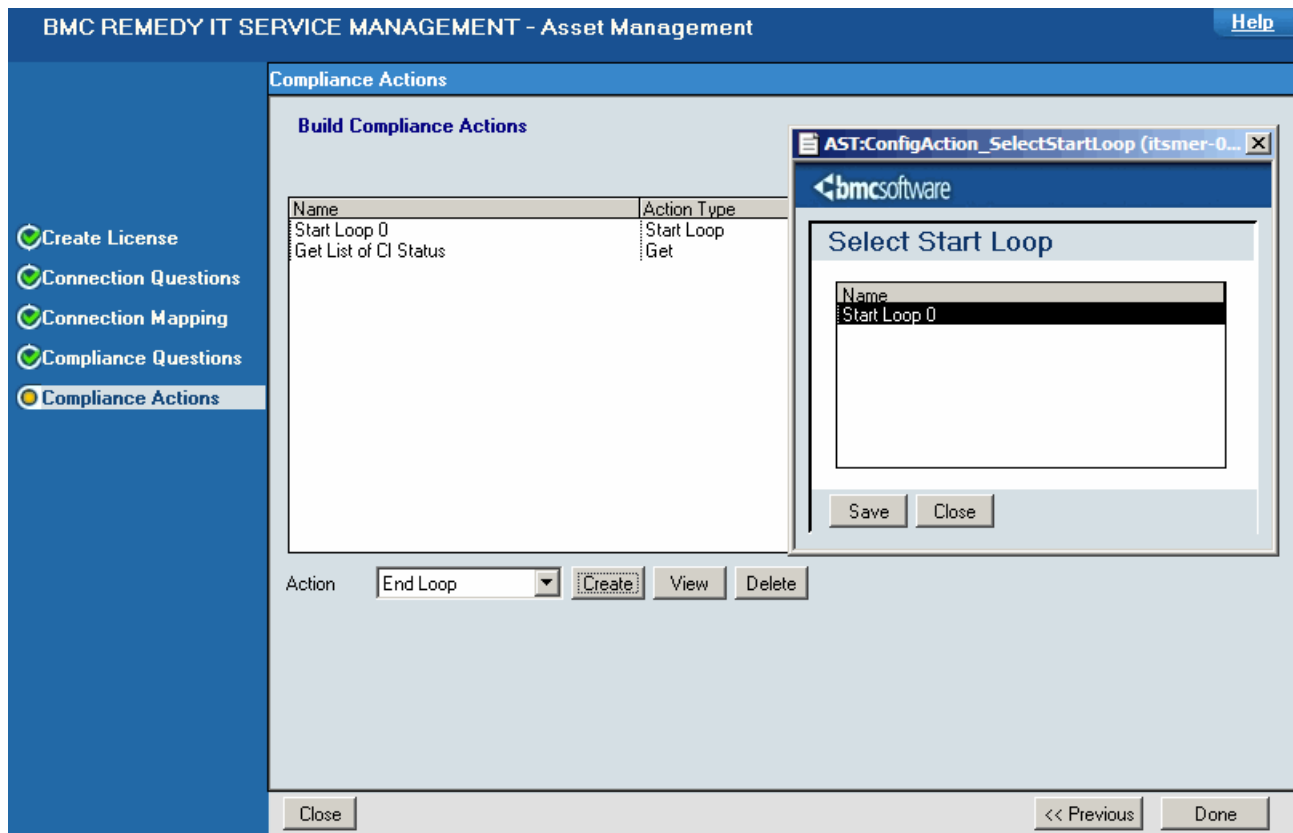 BMC REMEDY IT SERVICE MANAGEMENT - Asset Management
Help
Compliance Actions
Build Compliance Actions
Name Action Type
Start Loop 0 Start Loop
Get List of CI Status Get
Create License
Connection Questions
Connection Mapping
Compliance Questions
Compliance Actions
AST:ConfigAction_SelectStartLoop (itsmer-0...
bmcsoftware
Select Start Loop
Name
Start Loop 0
Save Close
Action End Loop Create View Delete
Close << Previous Done